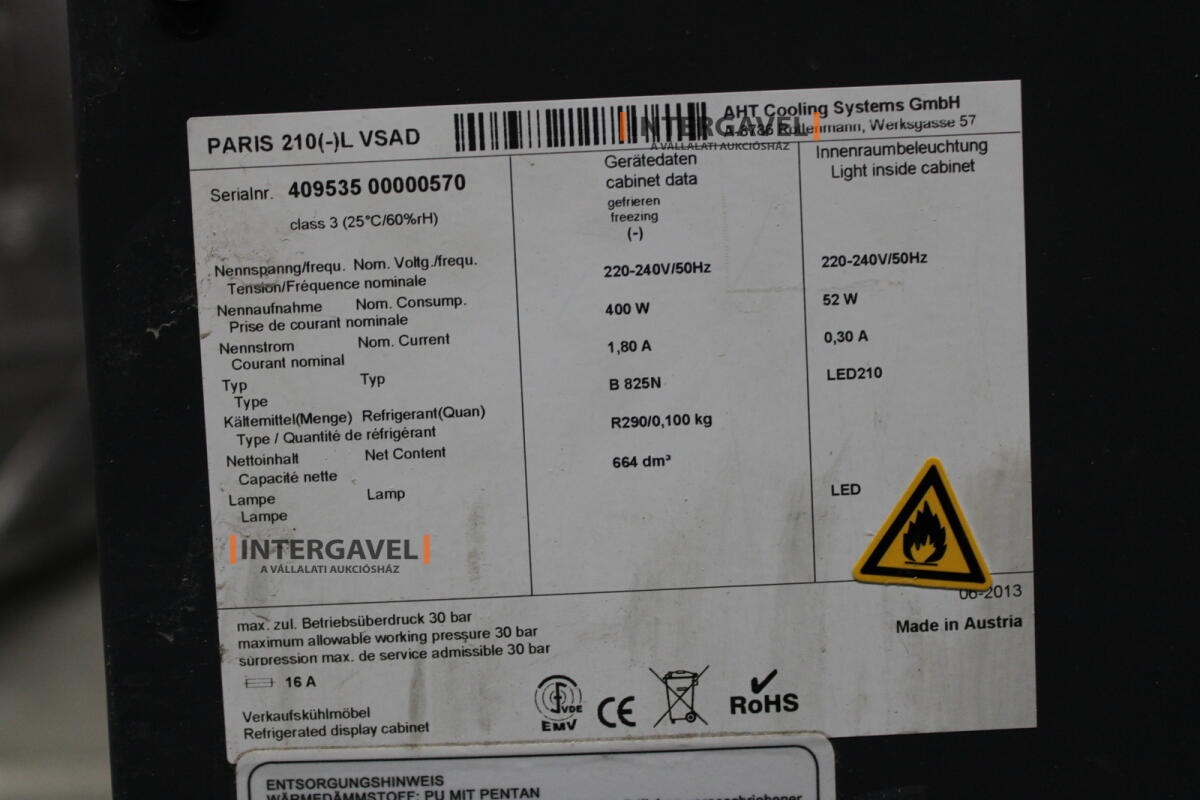 PARIS 210(-)L VSAD
AHT Cooling Systems GmbH
A-8786 Rottenmann, Werksgasse 57
INTERGAVEL
A VÁLLALATI AUKCIÓSHÁZ
Serialnr. 409535 00000570
class 3 (25°C/60%rH)
Gerätedaten
cabinet data
gefrieren
freezing
(-)
Innenraumbeleuchtung
Light inside cabinet
Nennspanng/frequ. Nom. Voltg./frequ.
Tension/Fréquence nominale
220-240V/50Hz
220-240V/50Hz
Nennaufnahme Nom. Consump.
Prise de courant nominale
400 W
52 W
Nennstrom Nom. Current
Courant nominal
1,80 A
0,30 A
Typ Typ
Type
B 825N
LED210
Kältemittel(Menge) Refrigerant(Quan)
Type / Quantité de réfrigérant
R290/0,100 kg
Nettoinhalt Net Content
Capacité nette
664 dm³
Lampe Lamp
Lampe
LED
INTERGAVEL
A VÁLLALATI AUKCIÓSHÁZ
06-2013
Made in Austria
max. zul. Betriebsüberdruck 30 bar
maximum allowable working pressure 30 bar
surpression max. de service admissible 30 bar
16 A
Verkaufskühlmöbel
Refrigerated display cabinet
VDE
EMV
CE
RoHS
ENTSORGUNGSHINWEIS
WÄRMEDÄMMSTOFF: PU MIT PENTAN